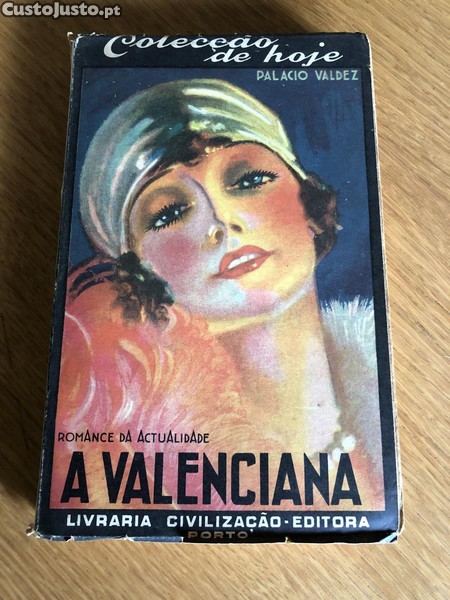 CustoJusto.pt
Colecção
de hoje
PALACIO VALDEZ
ROMANCE DA ACTUALIDADE
A VALENCIANA
LIVRARIA CIVILIZAÇÃO-EDITORA
PORTO